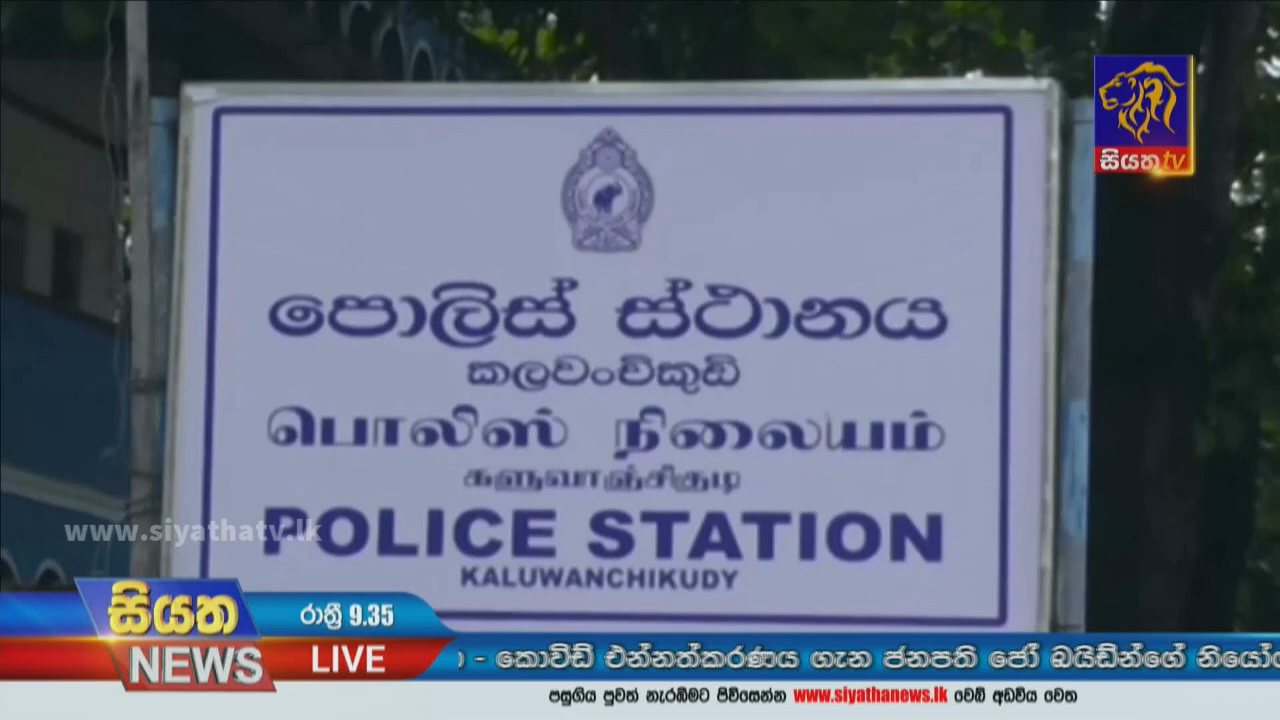 සියත tv
පොලිස් ස්ථානය
කලවංචිකුඩි
பொலிஸ் நிலையம்
களுவாஞ்சிகுடி
POLICE STATION
KALUWANCHIKUDY
www.siyathatv.lk
සියත
NEWS
රාත්‍රී 9.35
LIVE
- කොවිඩ් එන්නත්කරණය ගැන ජනපති ජෝ බයිඩ්න්ගේ
පසුගිය පුවත් නැරඹීමට පිවිසෙන්න www.siyathanews.lk වෙබ් අඩවිය වෙත